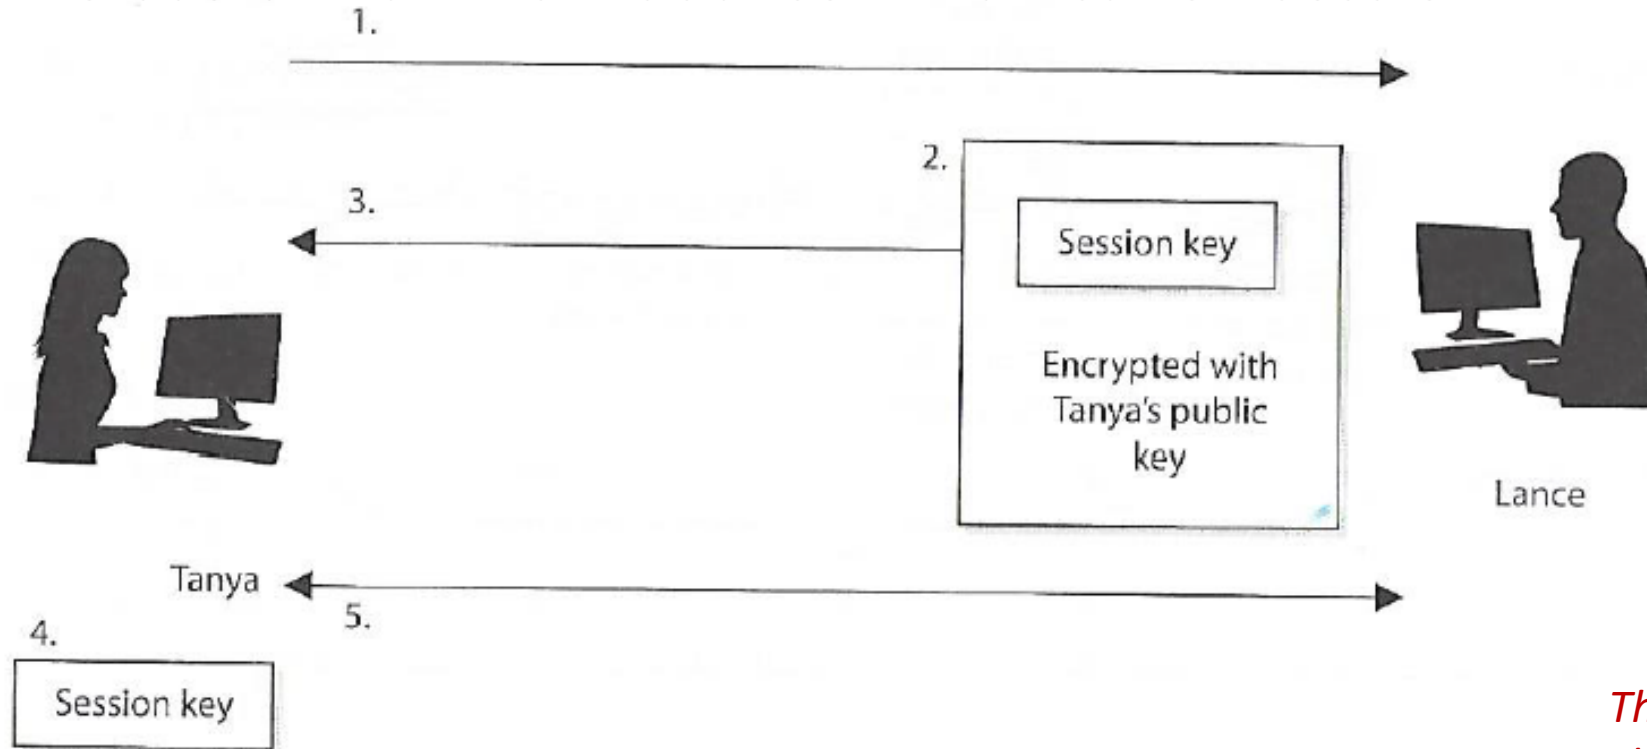 1.
2.
3.
Session key
Encrypted with
Tanya's public
key
Lance
Tanya
5.
4.
Session key